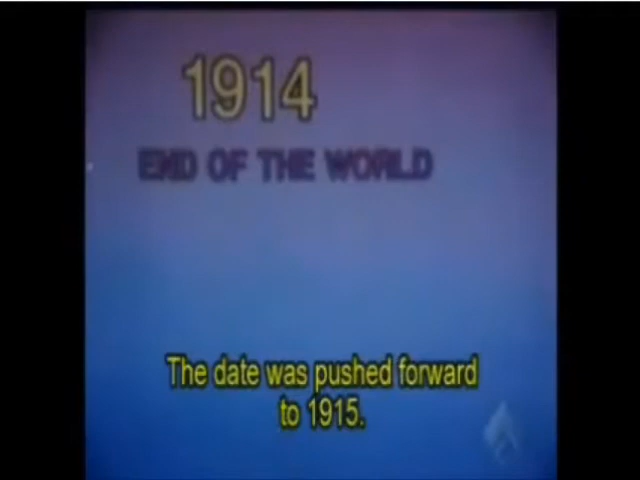 1914
END OF THE WORLD
The date was pushed forward
to 1915.